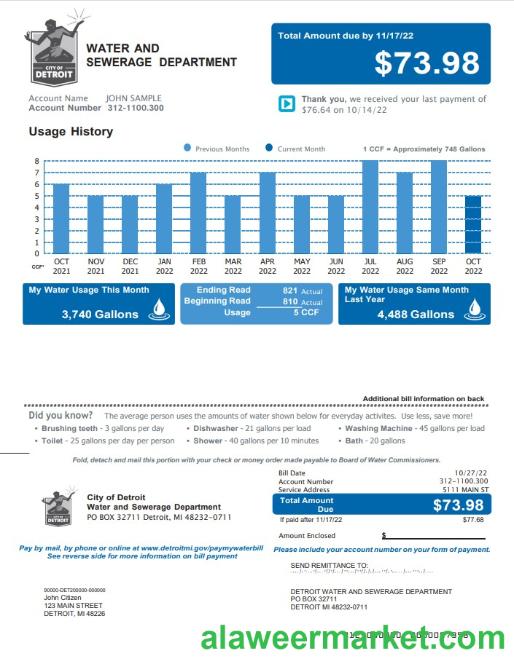 CITY OF
DETROIT
WATER AND
SEWERAGE DEPARTMENT
Total Amount due by 11/17/22
$73.98
Account Name JOHN SAMPLE
Account Number 312-1100.300
Thank you, we received your last payment of
$76.64 on 10/14/22
Usage History
Previous Months Current Month 1 CCF = Approximately 748 Gallons
8
7
6
5
4
3
2
1
0
CCF*
OCT 2021
NOV 2021
DEC 2021
JAN 2022
FEB 2022
MAR 2022
APR 2022
MAY 2022
JUN 2022
JUL 2022
AUG 2022
SEP 2022
OCT 2022
My Water Usage This Month
3,740 Gallons
Ending Read 821 Actual
Beginning Read 810 Actual
Usage 5 CCF
My Water Usage Same Month
Last Year
4,488 Gallons
Additional bill information on back
Did you know? The average person uses the amounts of water shown below for everyday activites. Use less, save more!
• Brushing teeth - 3 gallons per day • Dishwasher - 21 gallons per load • Washing Machine - 45 gallons per load
• Toilet - 25 gallons per day per person • Shower - 40 gallons per 10 minutes • Bath - 20 gallons
Fold, detach and mail this portion with your check or money order made payable to Board of Water Commissioners.
CITY OF
DETROIT
City of Detroit
Water and Sewerage Department
PO BOX 32711 Detroit, MI 48232-0711
Bill Date 10/27/22
Account Number 312-1100.300
Service Address 5111 MAIN ST
Total Amount
Due
$73.98
If paid after 11/17/22 $77.68
Amount Enclosed $
Pay by mail, by phone or online at www.detroitmi.gov/paymywaterbill
See reverse side for more information on bill payment
Please include your account number on your form of payment.
SEND REMITTANCE TO:
00000-DET200000-000000
John Citizen
123 MAIN STREET
DETROIT, MI 48226
DETROIT WATER AND SEWERAGE DEPARTMENT
PO BOX 32711
DETROIT MI 48232-0711
alaweermarket.com